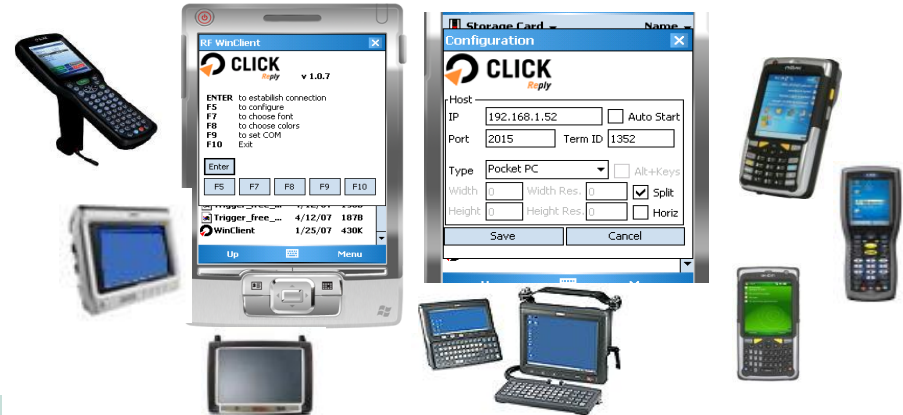 RF WinClient
CLICK
Reply
v 1.0.7
ENTER to estabilish connection
F5 to configure
F7 to choose font
F8 to choose colors
F9 to set COM
F10 Exit
Enter
F5 F7 F8 F9 F10
Trigger_free_... 4/12/07 187B
WinClient 1/25/07 430K
Up Menu
Storage Card Name
Configuration
CLICK
Reply
Host
IP 192.168.1.52 Auto Start
Port 2015 Term ID 1352
Type Pocket PC Alt+Keys
Width 0 Width Res. 0 Split
Height 0 Height Res. 0 Horiz
Save Cancel